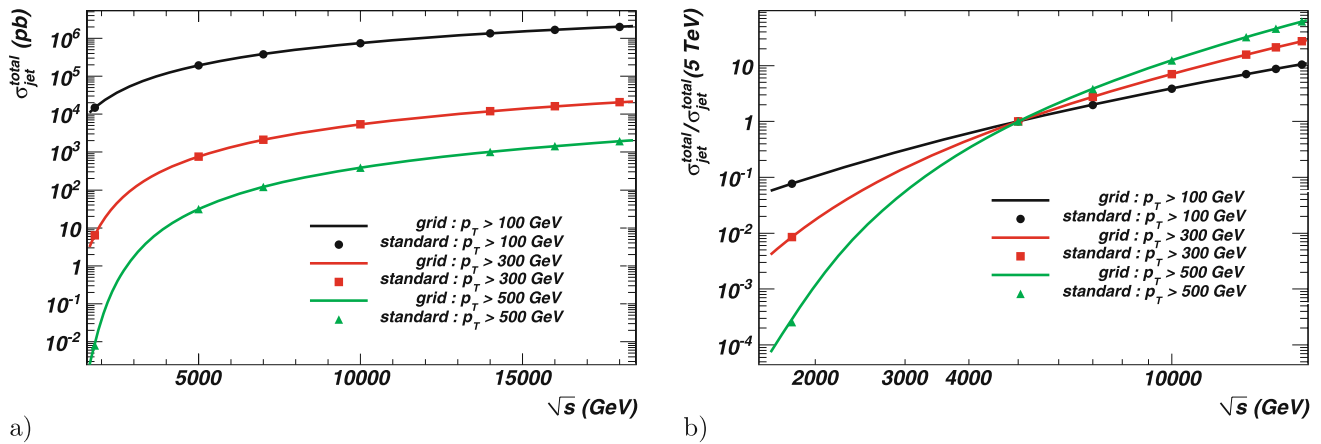 σ_jet^total (pb)
10^6
10^5
10^4
10^3
10^2
10
1
10^-1
10^-2
grid : p_T > 100 GeV
standard : p_T > 100 GeV
grid : p_T > 300 GeV
standard : p_T > 300 GeV
grid : p_T > 500 GeV
standard : p_T > 500 GeV
5000 10000 15000
√s (GeV)
a)
σ_jet^total/σ_jet^total(5 TeV)
10
1
10^-1
10^-2
10^-3
10^-4
grid : p_T > 100 GeV
standard : p_T > 100 GeV
grid : p_T > 300 GeV
standard : p_T > 300 GeV
grid : p_T > 500 GeV
standard : p_T > 500 GeV
2000 3000 4000 10000
√s (GeV)
b)